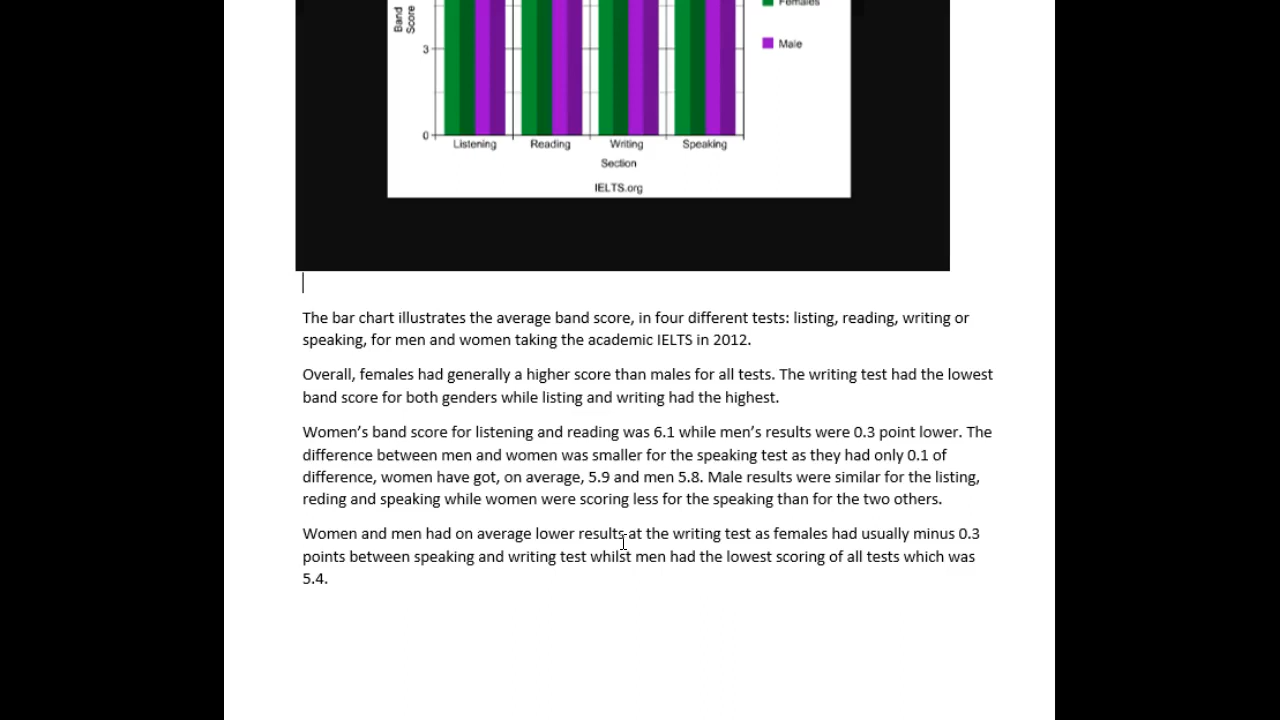 Females
Band
Score
3
Male
0
Listening Reading Writing Speaking
Section
IELTS.org
The bar chart illustrates the average band score, in four different tests: listing, reading, writing or
speaking, for men and women taking the academic IELTS in 2012.
Overall, females had generally a higher score than males for all tests. The writing test had the lowest
band score for both genders while listing and writing had the highest.
Women’s band score for listening and reading was 6.1 while men’s results were 0.3 point lower. The
difference between men and women was smaller for the speaking test as they had only 0.1 of
difference, women have got, on average, 5.9 and men 5.8. Male results were similar for the listing,
reding and speaking while women were scoring less for the speaking than for the two others.
Women and men had on average lower results at the writing test as females had usually minus 0.3
points between speaking and writing test whilst men had the lowest scoring of all tests which was
5.4.